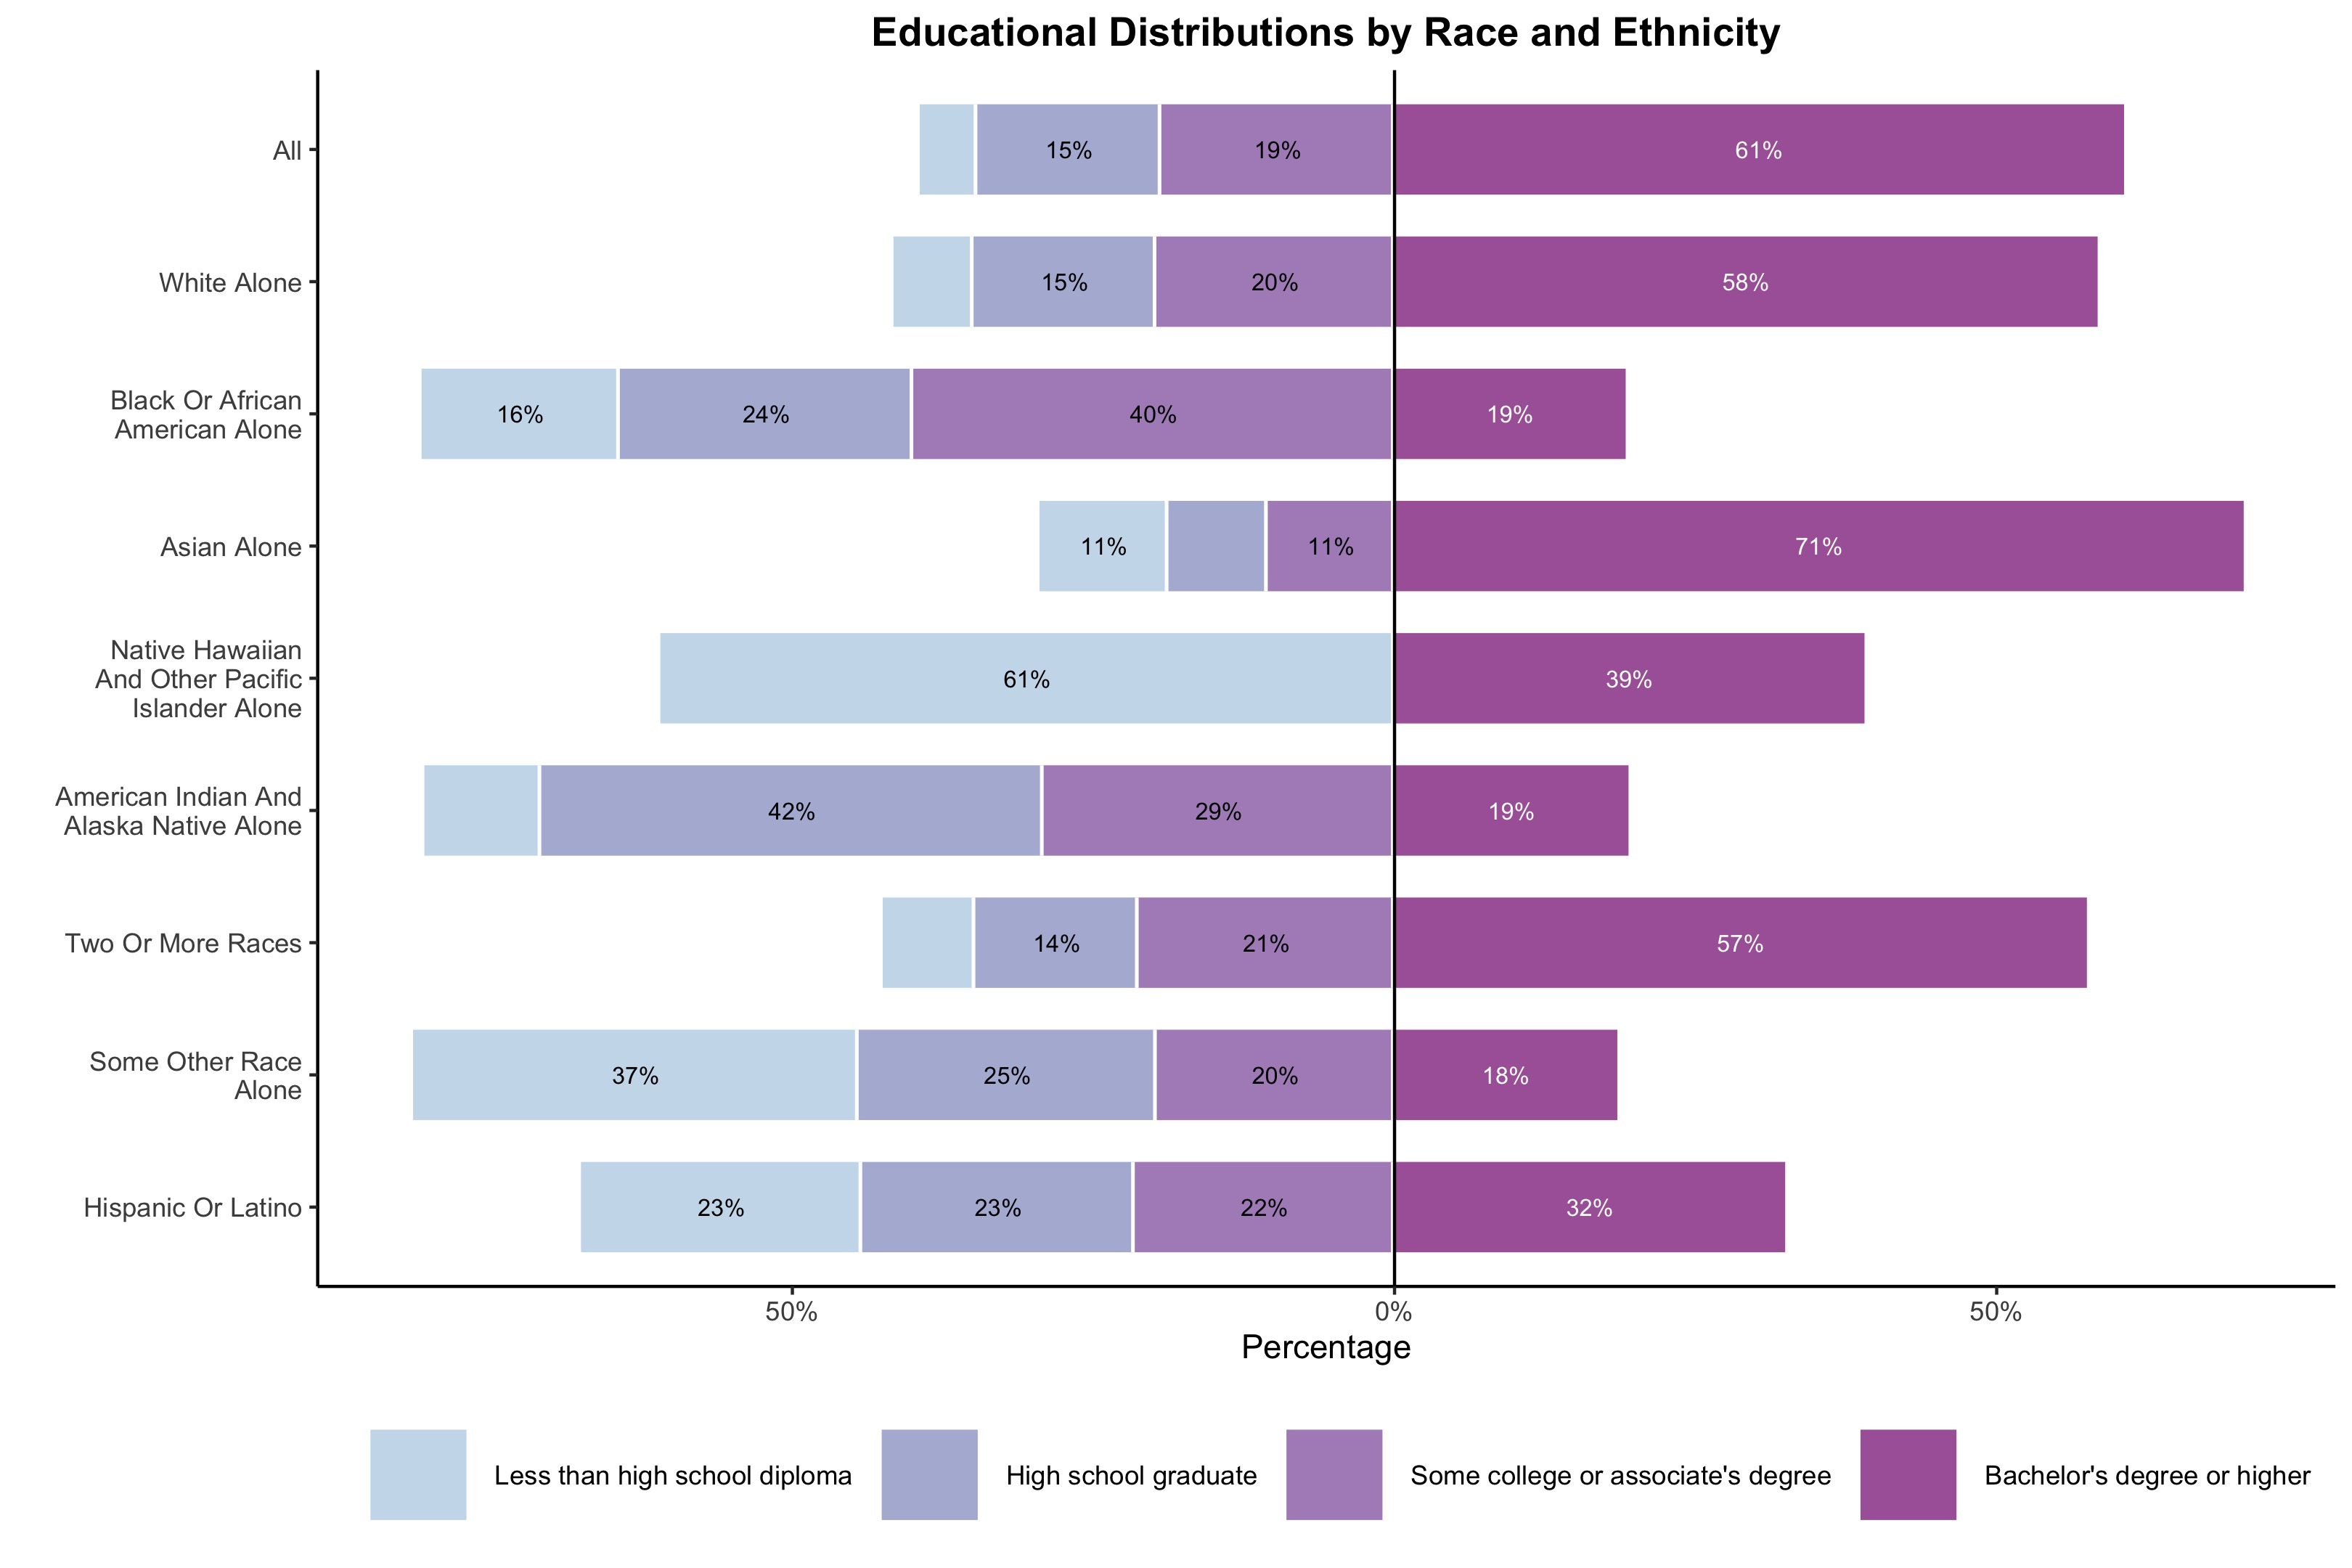 Educational Distributions by Race and Ethnicity
All
15%
19%
61%
White Alone
15%
20%
58%
Black Or African
American Alone
16%
24%
40%
19%
Asian Alone
11%
11%
71%
Native Hawaiian
And Other Pacific
Islander Alone
61%
39%
American Indian And
Alaska Native Alone
42%
29%
19%
Two Or More Races
14%
21%
57%
Some Other Race
Alone
37%
25%
20%
18%
Hispanic Or Latino
23%
23%
22%
32%
50%
0%
50%
Percentage
Less than high school diploma
High school graduate
Some college or associate's degree
Bachelor's degree or higher